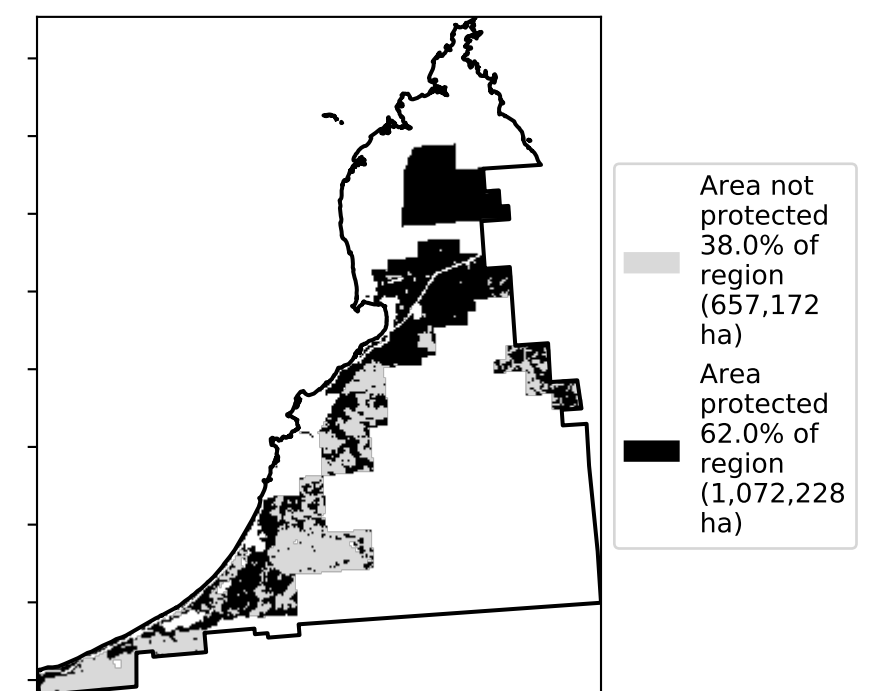 Area not
protected
38.0% of
region
(657,172
ha)
Area
protected
62.0% of
region
(1,072,228
ha)